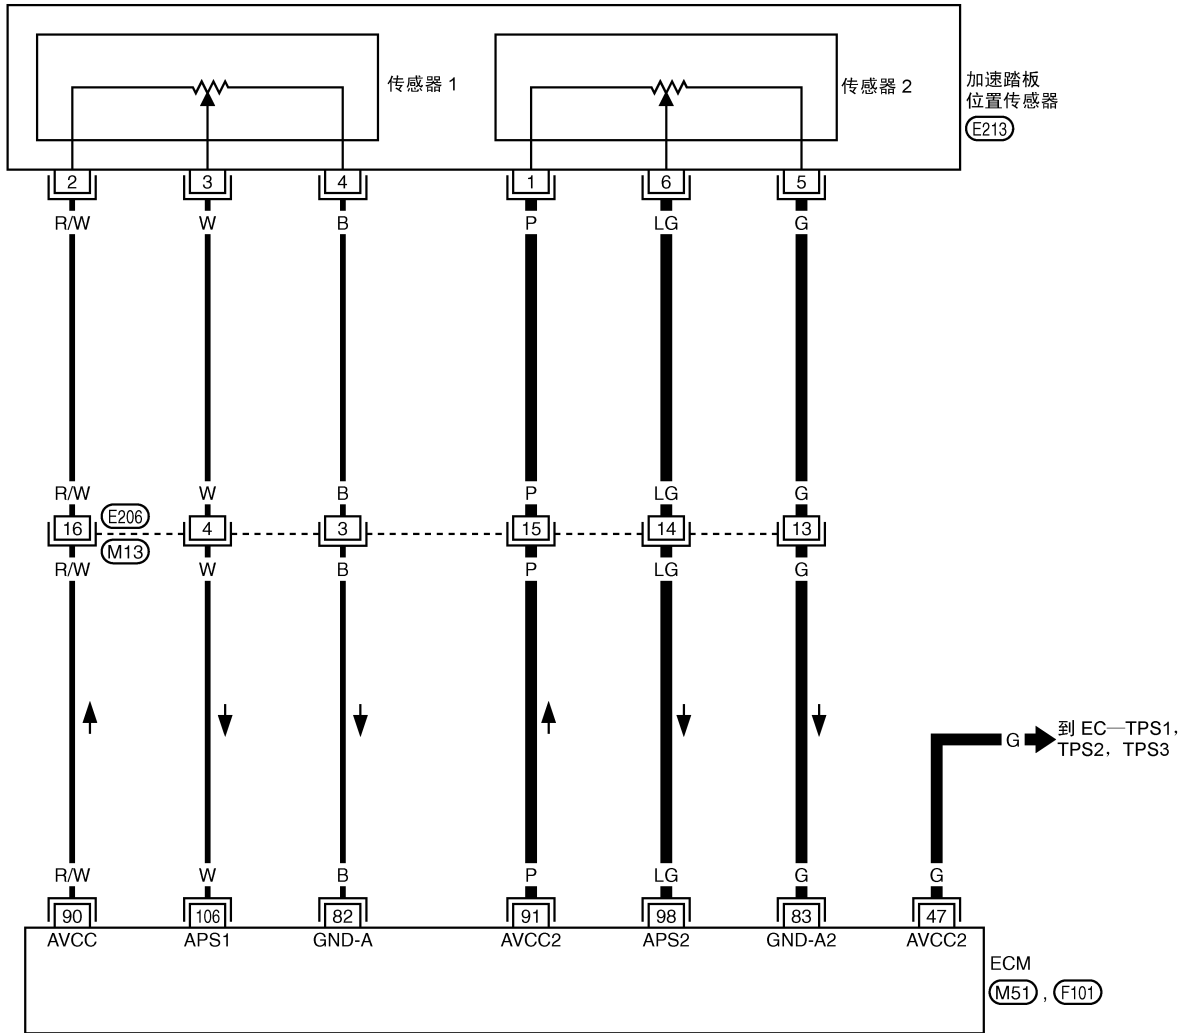 传感器 1
传感器 2
加速踏板
位置传感器
E213
2 3 4 1 6 5
R/W W B P LG G
R/W W B P LG G
E206
16 4 3 15 14 13
M13
R/W W B P LG G
到 EC—TPS1,
G
TPS2, TPS3
R/W W B P LG G G
90 106 82 91 98 83 47
AVCC APS1 GND-A AVCC2 APS2 GND-A2 AVCC2
ECM
M51 , F101